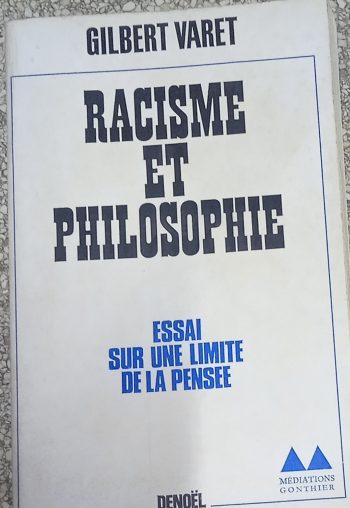 GILBERT VARET
RACISME
ET
PHILOSOPHIE
ESSAI
SUR UNE LIMITE
DE LA PENSEE
MÉDIATIONS
GONTHIER
DENOËL